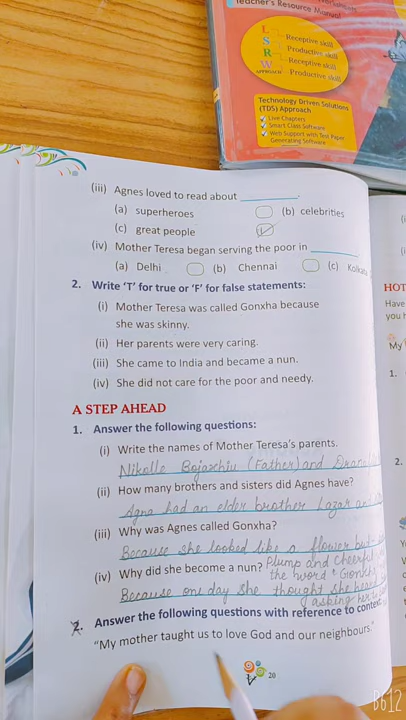 Teacher's Resource Manual
L
S
R
W
APPROACH
Receptive skill
Productive skill
Receptive skill
Productive skill
Technology Driven Solutions
(TDS) Approach
Live Chapters
Smart Class Software
Web Support with Test Paper
Generating Software
(iii) Agnes loved to read about
(a) superheroes (b) celebrities
(c) great people
(iv) Mother Teresa began serving the poor in
(a) Delhi (b) Chennai (c) Kolkata
2. Write 'T' for true or 'F' for false statements:
(i) Mother Teresa was called Gonxha because
she was skinny.
(ii) Her parents were very caring.
(iii) She came to India and became a nun.
(iv) She did not care for the poor and needy.
A STEP AHEAD
1. Answer the following questions:
(i) Write the names of Mother Teresa's parents.
Nikolle Bojaxhiu (Father) and
(ii) How many brothers and sisters did Agnes have?
Agna had an elder brother Lazar
(iii) Why was Agnes called Gonxha?
Because she looked like a flower bud
(iv) Why did she become a nun? Plump and Cheerful
the word
Because one day she thought she
asking her
2. Answer the following questions with reference to context:
"My mother taught us to love God and our neighbours."
20
HOT
Have
you h
My
1.
2.
B612